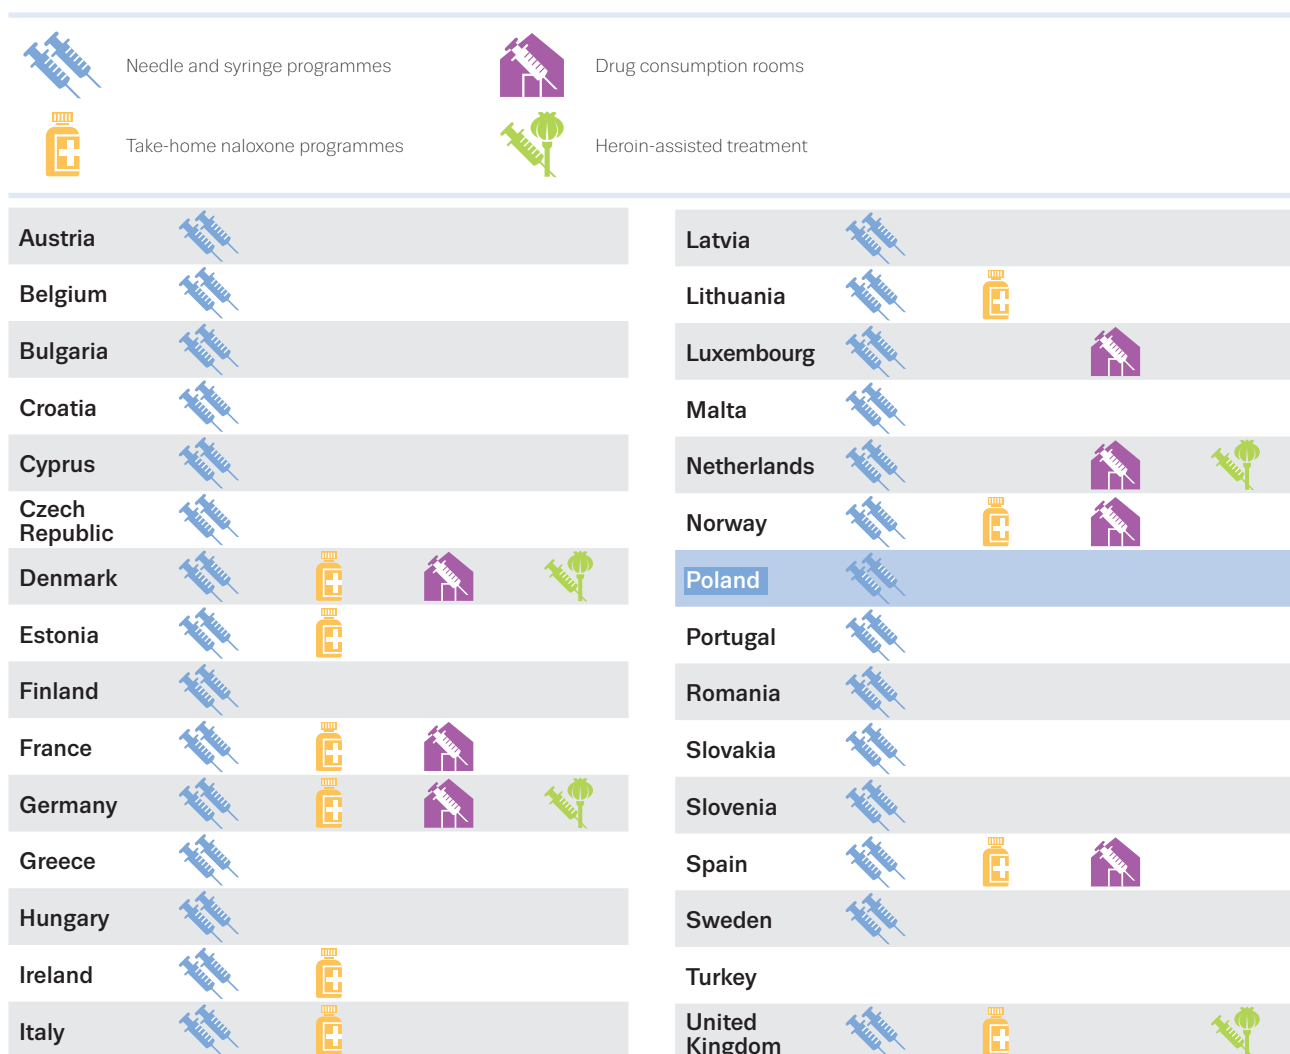 Needle and syringe programmes
Drug consumption rooms
Take-home naloxone programmes
Heroin-assisted treatment
Austria
Belgium
Bulgaria
Croatia
Cyprus
Czech
Republic
Denmark
Estonia
Finland
France
Germany
Greece
Hungary
Ireland
Italy
Latvia
Lithuania
Luxembourg
Malta
Netherlands
Norway
Poland
Portugal
Romania
Slovakia
Slovenia
Spain
Sweden
Turkey
United
Kingdom